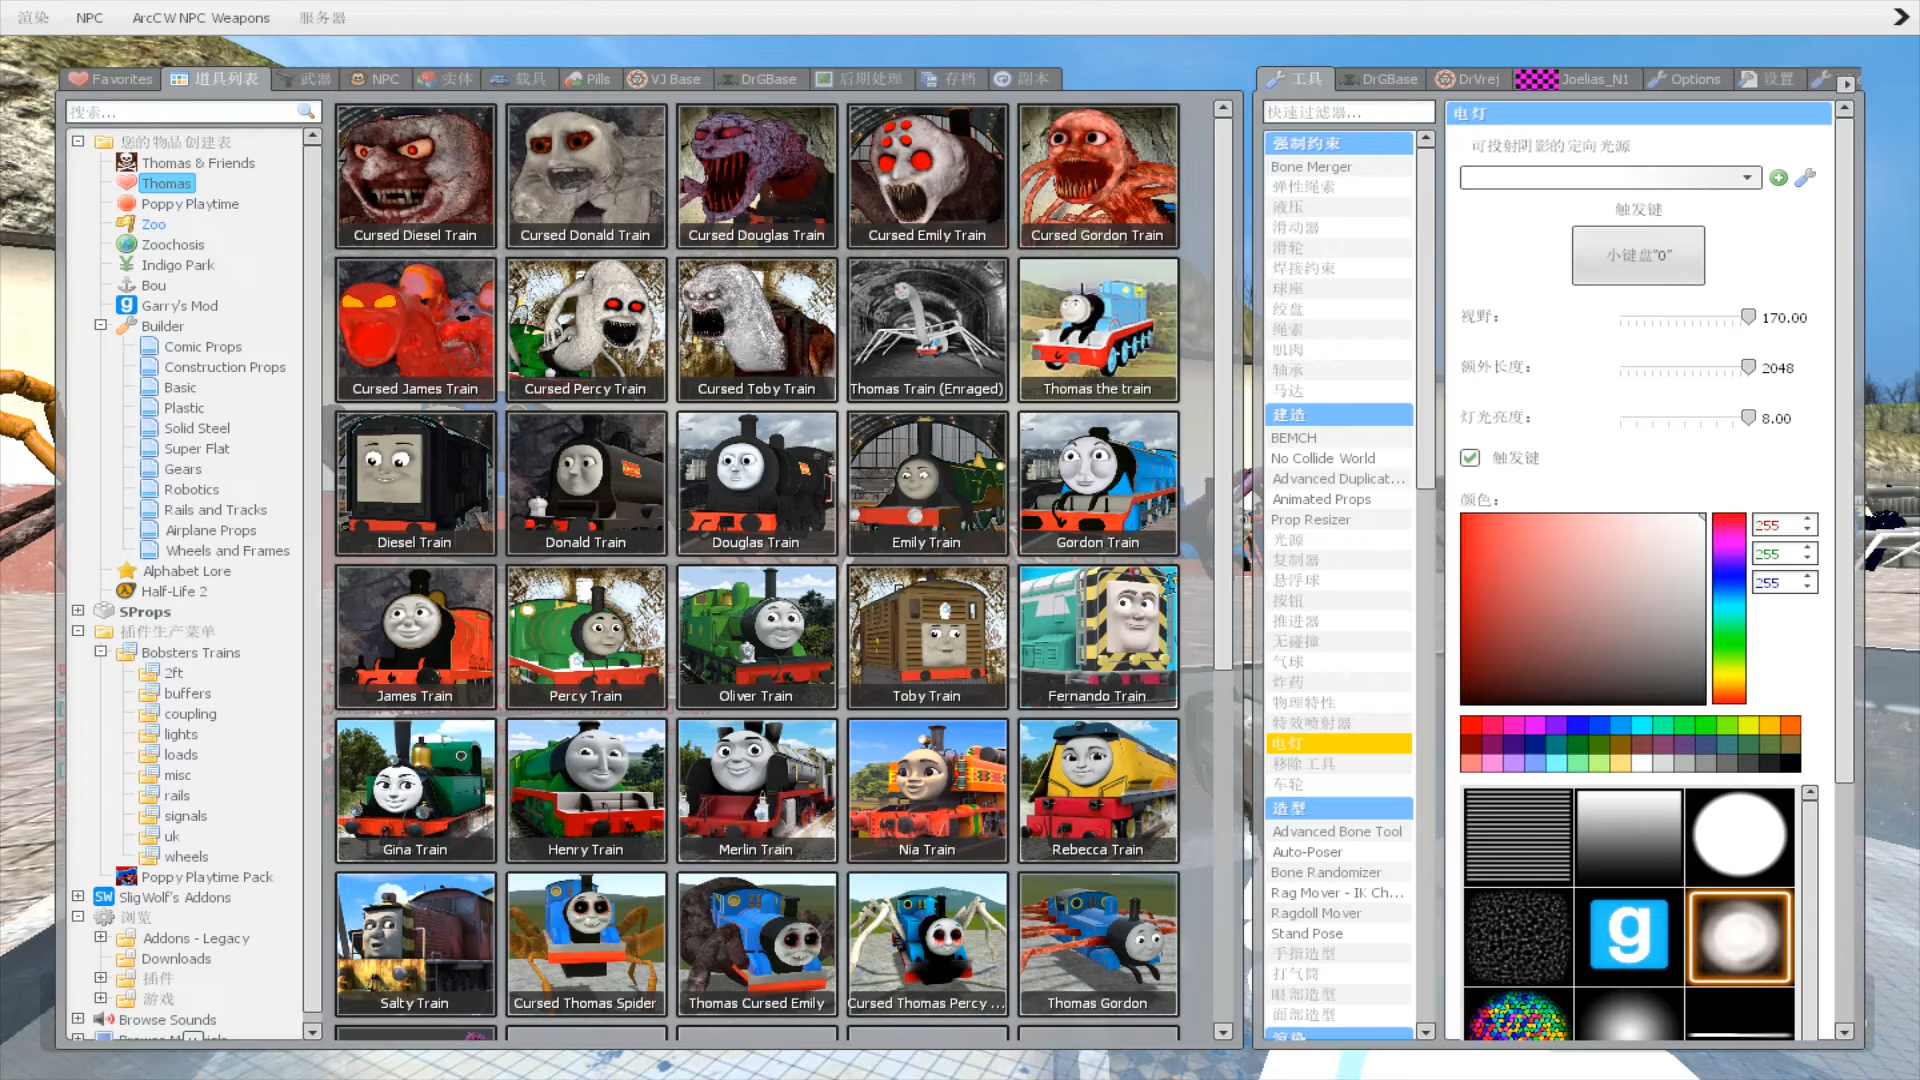 渲染 NPC ArcCW NPC Weapons 服务器
Favorites 道具列表 武器 NPC 实体 载具 Pills VJ Base DrGBase 后期处理 存档 副本
工具 DrGBase DrVrej Joelias_N1 Options 设置
搜索...
您的物品创建表
Thomas & Friends
Thomas
Poppy Playtime
Zoo
Zoochosis
Indigo Park
Bou
Garry's Mod
Builder
Comic Props
Construction Props
Basic
Plastic
Solid Steel
Super Flat
Gears
Robotics
Rails and Tracks
Airplane Props
Wheels and Frames
Alphabet Lore
Half-Life 2
SProps
插件生产菜单
Bobsters Trains
2ft
buffers
coupling
lights
loads
misc
rails
signals
uk
wheels
Poppy Playtime Pack
SligWolf's Addons
浏览
Addons - Legacy
Downloads
插件
游戏
Browse Sounds
Cursed Diesel Train Cursed Donald Train Cursed Douglas Train Cursed Emily Train Cursed Gordon Train
Cursed James Train Cursed Percy Train Cursed Toby Train Thomas Train (Enraged) Thomas the train
Diesel Train Donald Train Douglas Train Emily Train Gordon Train
James Train Percy Train Oliver Train Toby Train Fernando Train
Gina Train Henry Train Merlin Train Nia Train Rebecca Train
Salty Train Cursed Thomas Spider Thomas Cursed Emily Cursed Thomas Percy ... Thomas Gordon
快速过滤器...
强制约束
Bone Merger
弹性绳索
液压
滑动器
滑轮
焊接约束
球座
绞盘
绳索
肌肉
轴承
马达
建造
BEMCH
No Collide World
Advanced Duplicat...
Animated Props
Prop Resizer
光源
复制器
悬浮球
按钮
推进器
无碰撞
气球
炸药
物理特性
特效喷射器
电灯
移除工具
车轮
造型
Advanced Bone Tool
Auto-Poser
Bone Randomizer
Rag Mover - IK Ch...
Ragdoll Mover
Stand Pose
手指造型
打气筒
眼部造型
面部造型
渲染
电灯
可投射阴影的定向光源
触发键
小键盘"0"
视野: 170.00
额外长度: 2048
灯光亮度: 8.00
触发键
颜色:
255
255
255
g